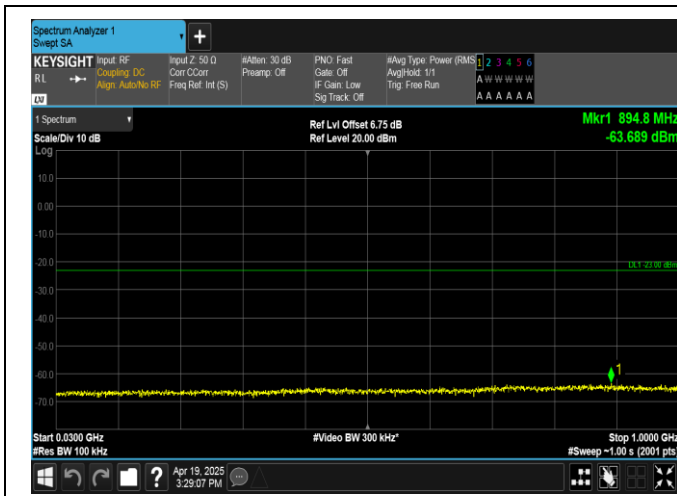 Spectrum Analyzer 1
Swept SA
+
KEYSIGHT
RL
LXI
Input: RF
Coupling: DC
Align: Auto/No RF
Input Z: 50 Ω
Corr CCorr
Freq Ref: Int (S)
#Atten: 30 dB
Preamp: Off
PNO: Fast
Gate: Off
IF Gain: Low
Sig Track: Off
#Avg Type: Power (RMS
Avg|Hold: 1/1
Trig: Free Run
1 2 3 4 5 6
A W W W W W
A A A A A A
1 Spectrum
Scale/Div 10 dB
Ref Lvl Offset 6.75 dB
Ref Level 20.00 dBm
Mkr1 894.8 MHz
-63.689 dBm
Log
10.0
0.00
-10.0
-20.0
DL1 -23.00 dBm
-30.0
-40.0
-50.0
-60.0
1
-70.0
Start 0.0300 GHz
#Video BW 300 kHz*
Stop 1.0000 GHz
#Res BW 100 kHz
#Sweep ~1.00 s (2001 pts)
?
Apr 19, 2025
3:29:07 PM